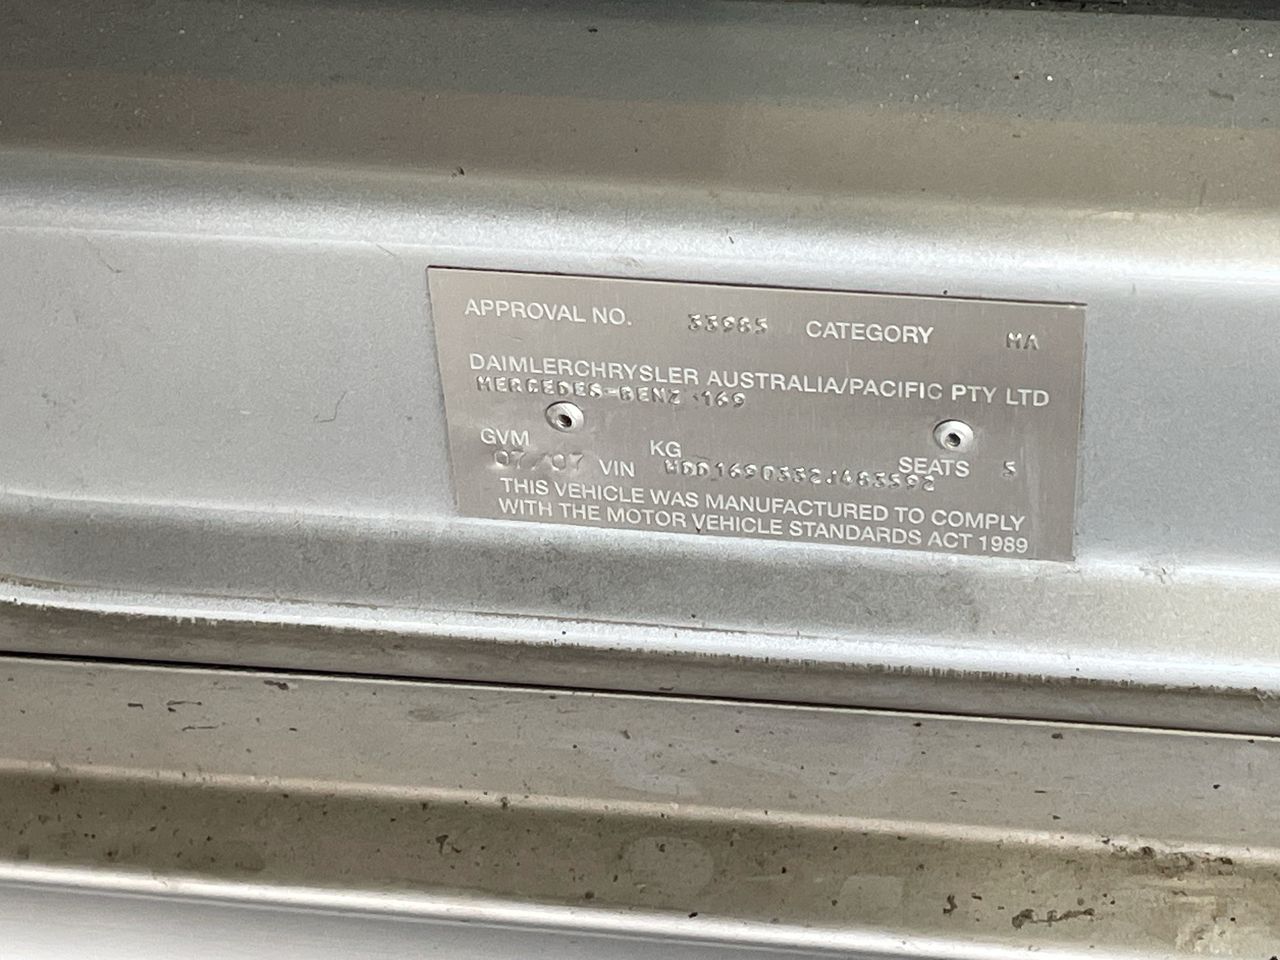 APPROVAL NO. 33985 CATEGORY MA
DAIMLERCHRYSLER AUSTRALIA/PACIFIC PTY LTD
MERCEDES-BENZ 169
GVM KG SEATS 5
07/07 VIN WDD1690332J483592
THIS VEHICLE WAS MANUFACTURED TO COMPLY
WITH THE MOTOR VEHICLE STANDARDS ACT 1989